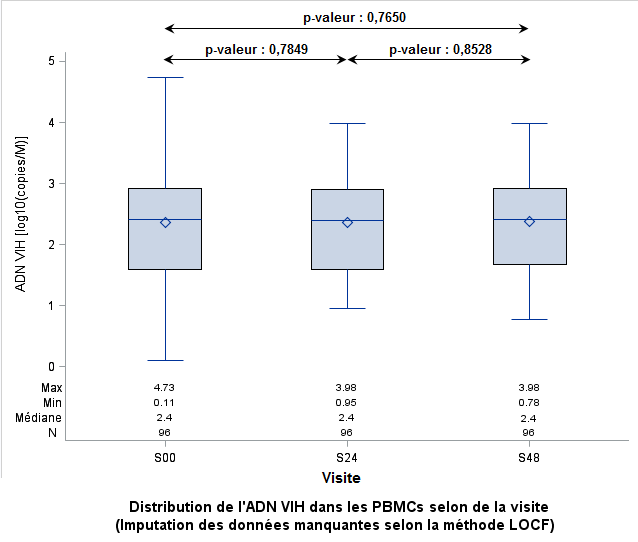 p-valeur : 0,7650
p-valeur : 0,7849
p-valeur : 0,8528
ADN VIH [log10(copies/M)]
5
4
3
2
1
0
Max 4.73 3.98 3.98
Min 0.11 0.95 0.78
Médiane 2.4 2.4 2.4
N 96 96 96
S00 S24 S48
Visite
Distribution de l'ADN VIH dans les PBMCs selon de la visite
(Imputation des données manquantes selon la méthode LOCF)